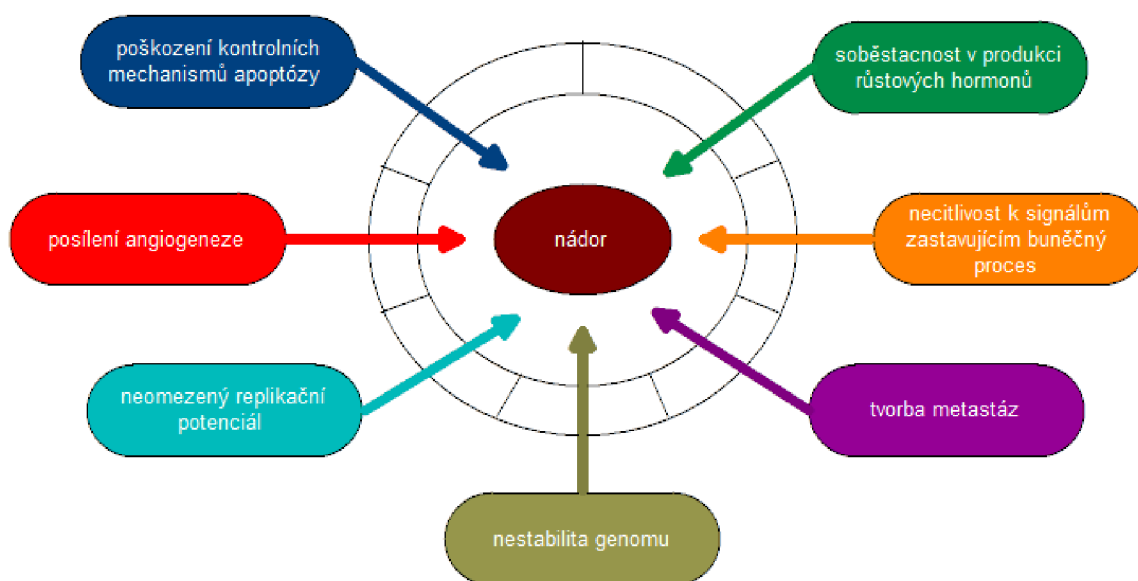 poškození kontrolních
mechanismů apoptózy
soběstacnost v produkci
růstových hormonů
posílení angiogeneze
nádor
necitlivost k signálům
zastavujícím buněčný
proces
neomezený replikační
potenciál
tvorba metastáz
nestabilita genomu